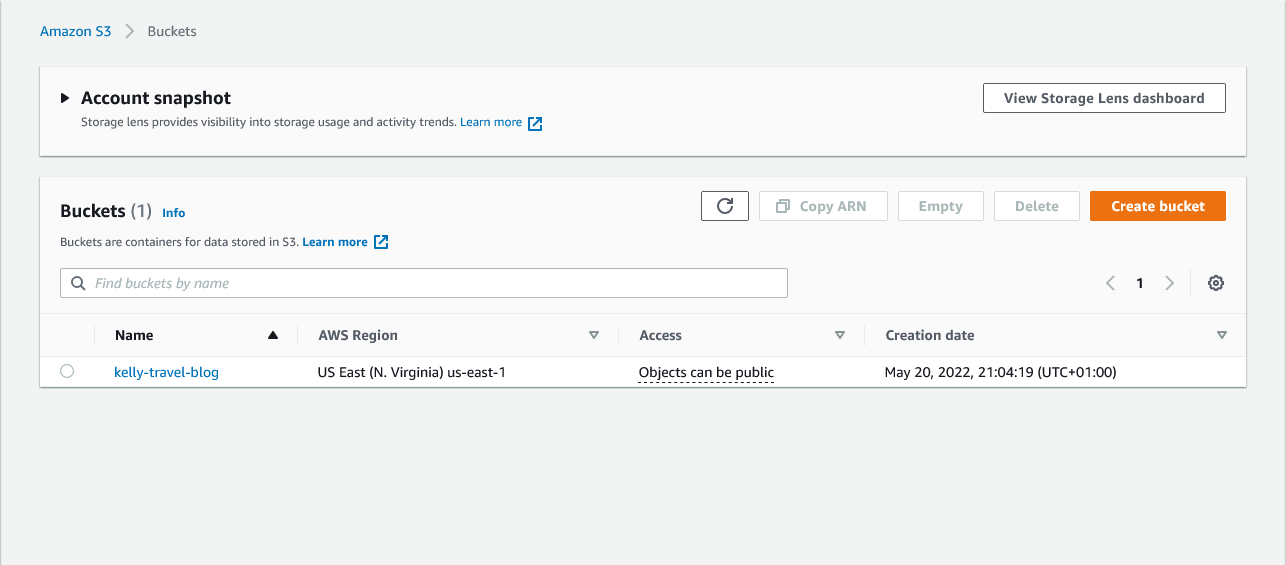 Amazon S3 Buckets
Account snapshot
View Storage Lens dashboard
Storage lens provides visibility into storage usage and activity trends. Learn more
Buckets (1) Info
Copy ARN Empty Delete Create bucket
Buckets are containers for data stored in S3. Learn more
Find buckets by name 1
Name AWS Region Access Creation date
kelly-travel-blog US East (N. Virginia) us-east-1 Objects can be public May 20, 2022, 21:04:19 (UTC+01:00)